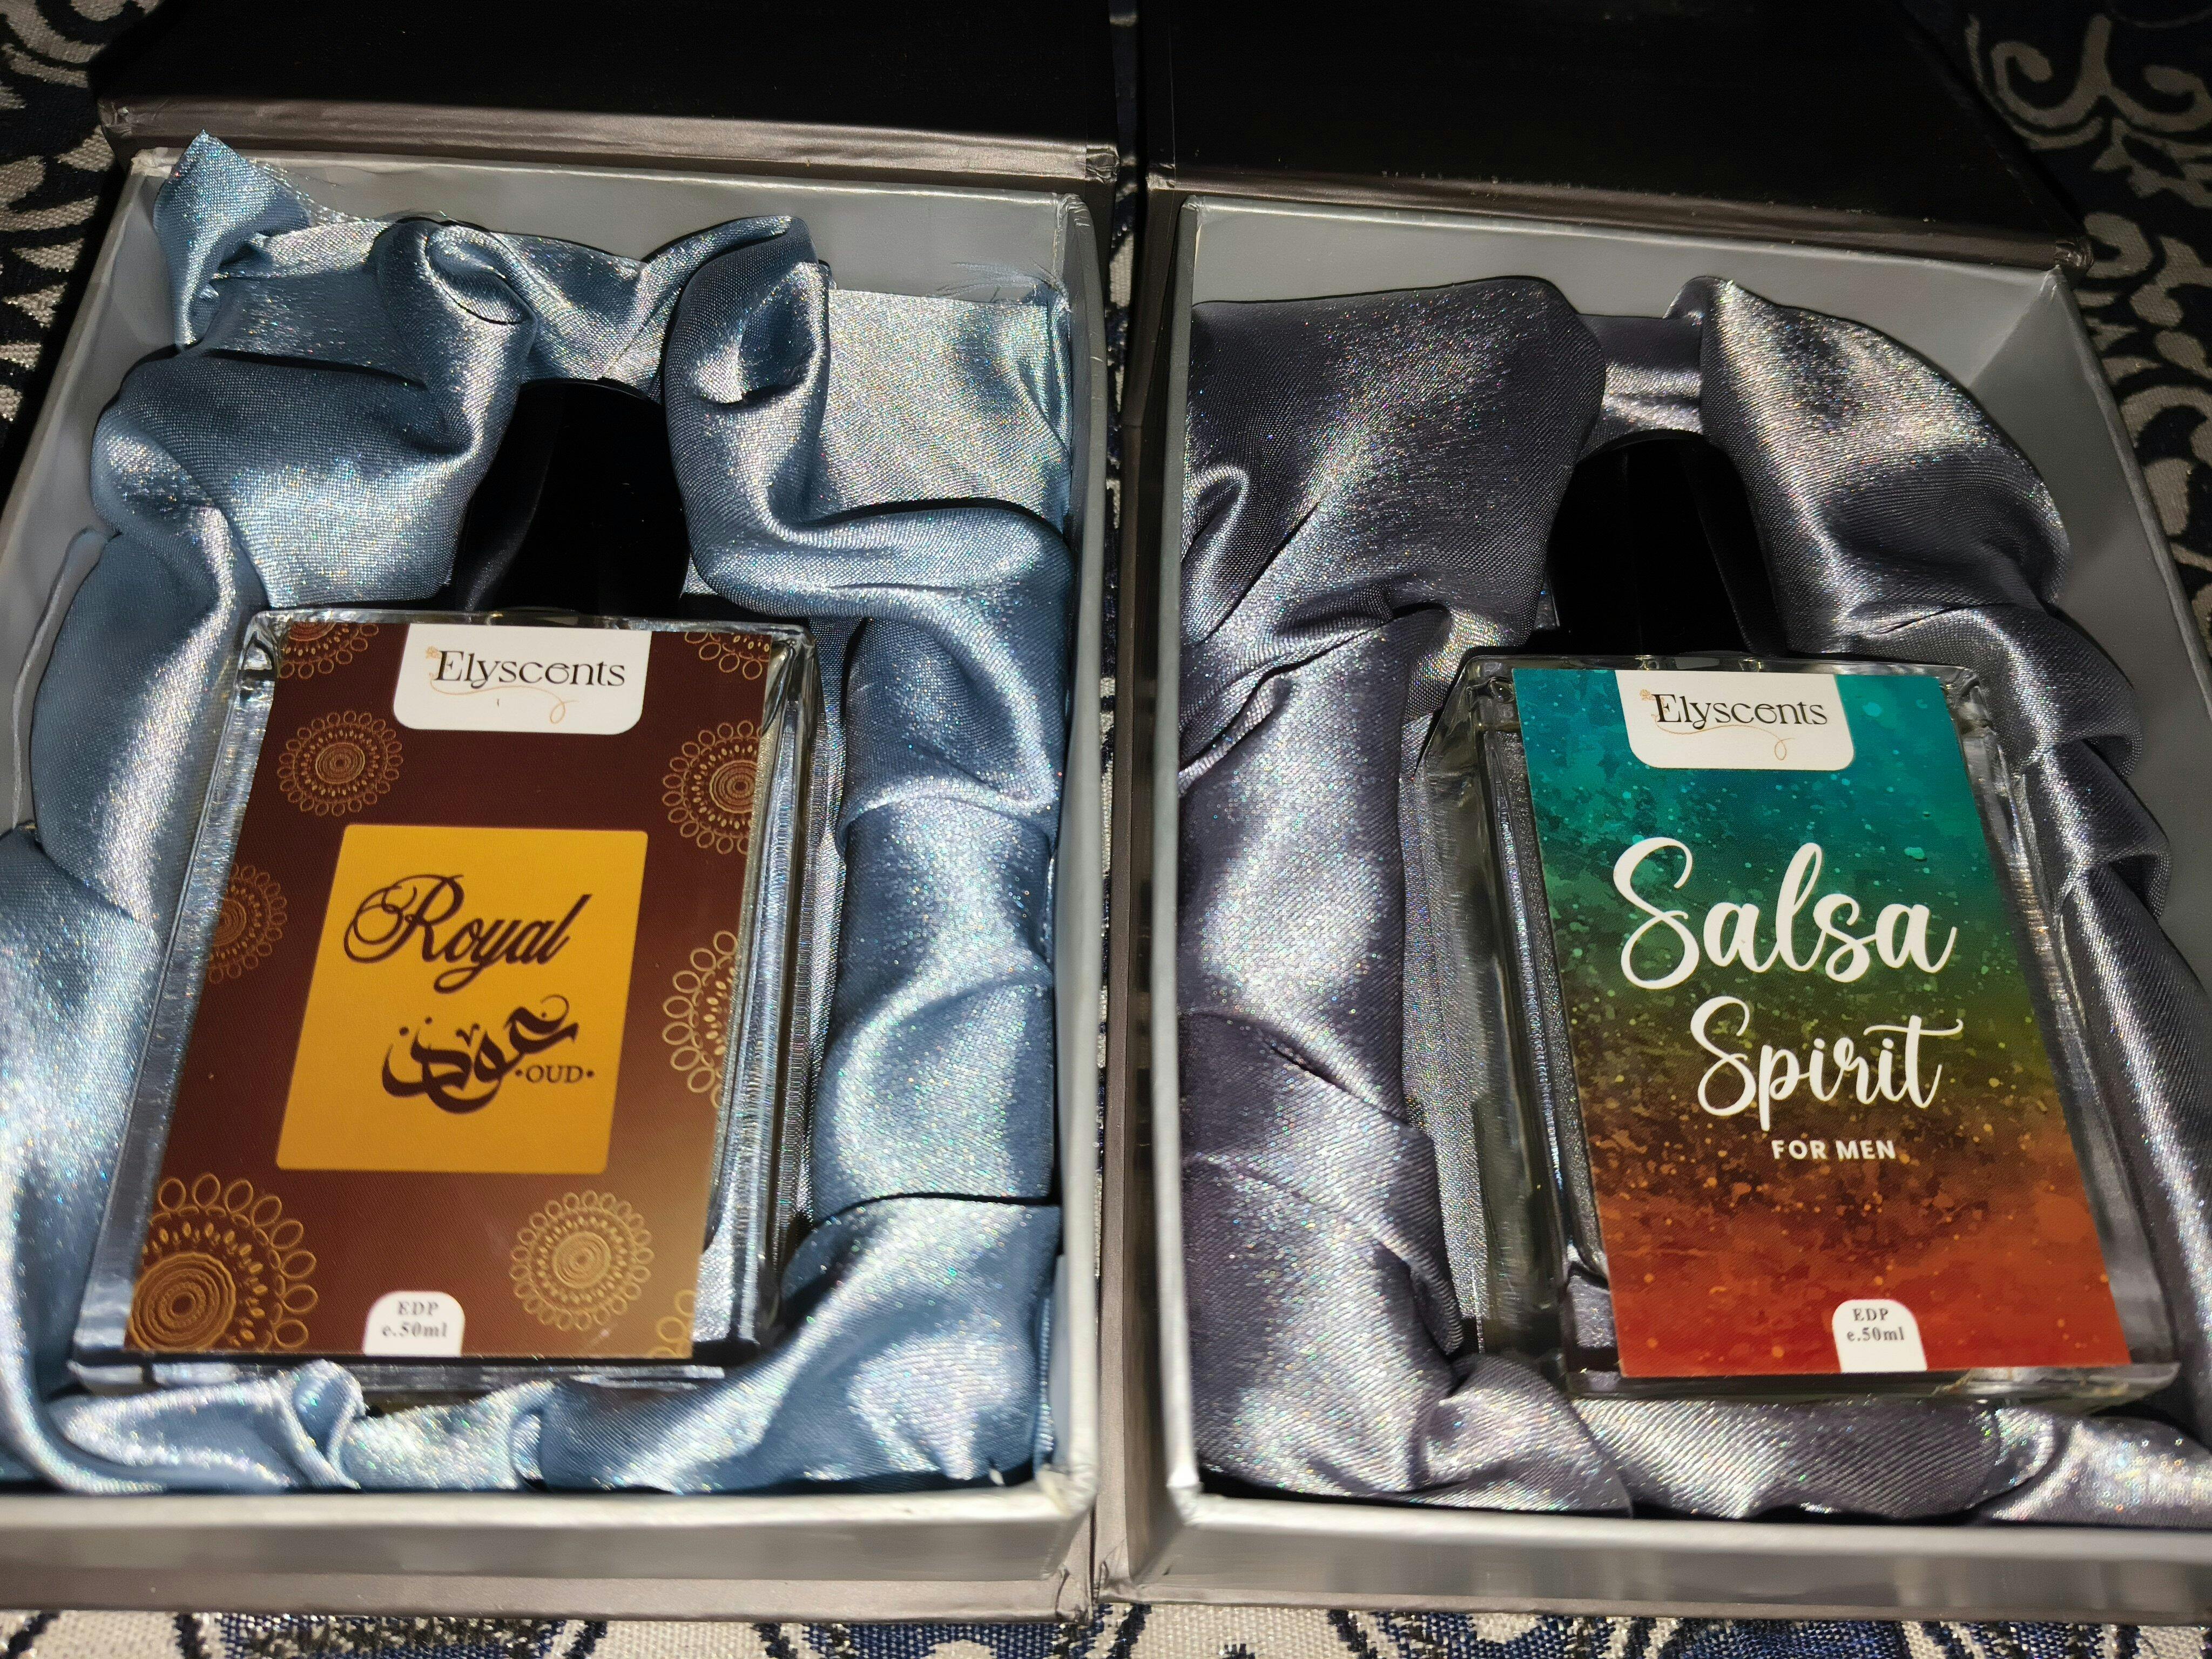 Elyscents
Royal
عود
•OUD•
EDP
e.50ml
Elyscents
Salsa
Spirit
FOR MEN
EDP
e.50ml